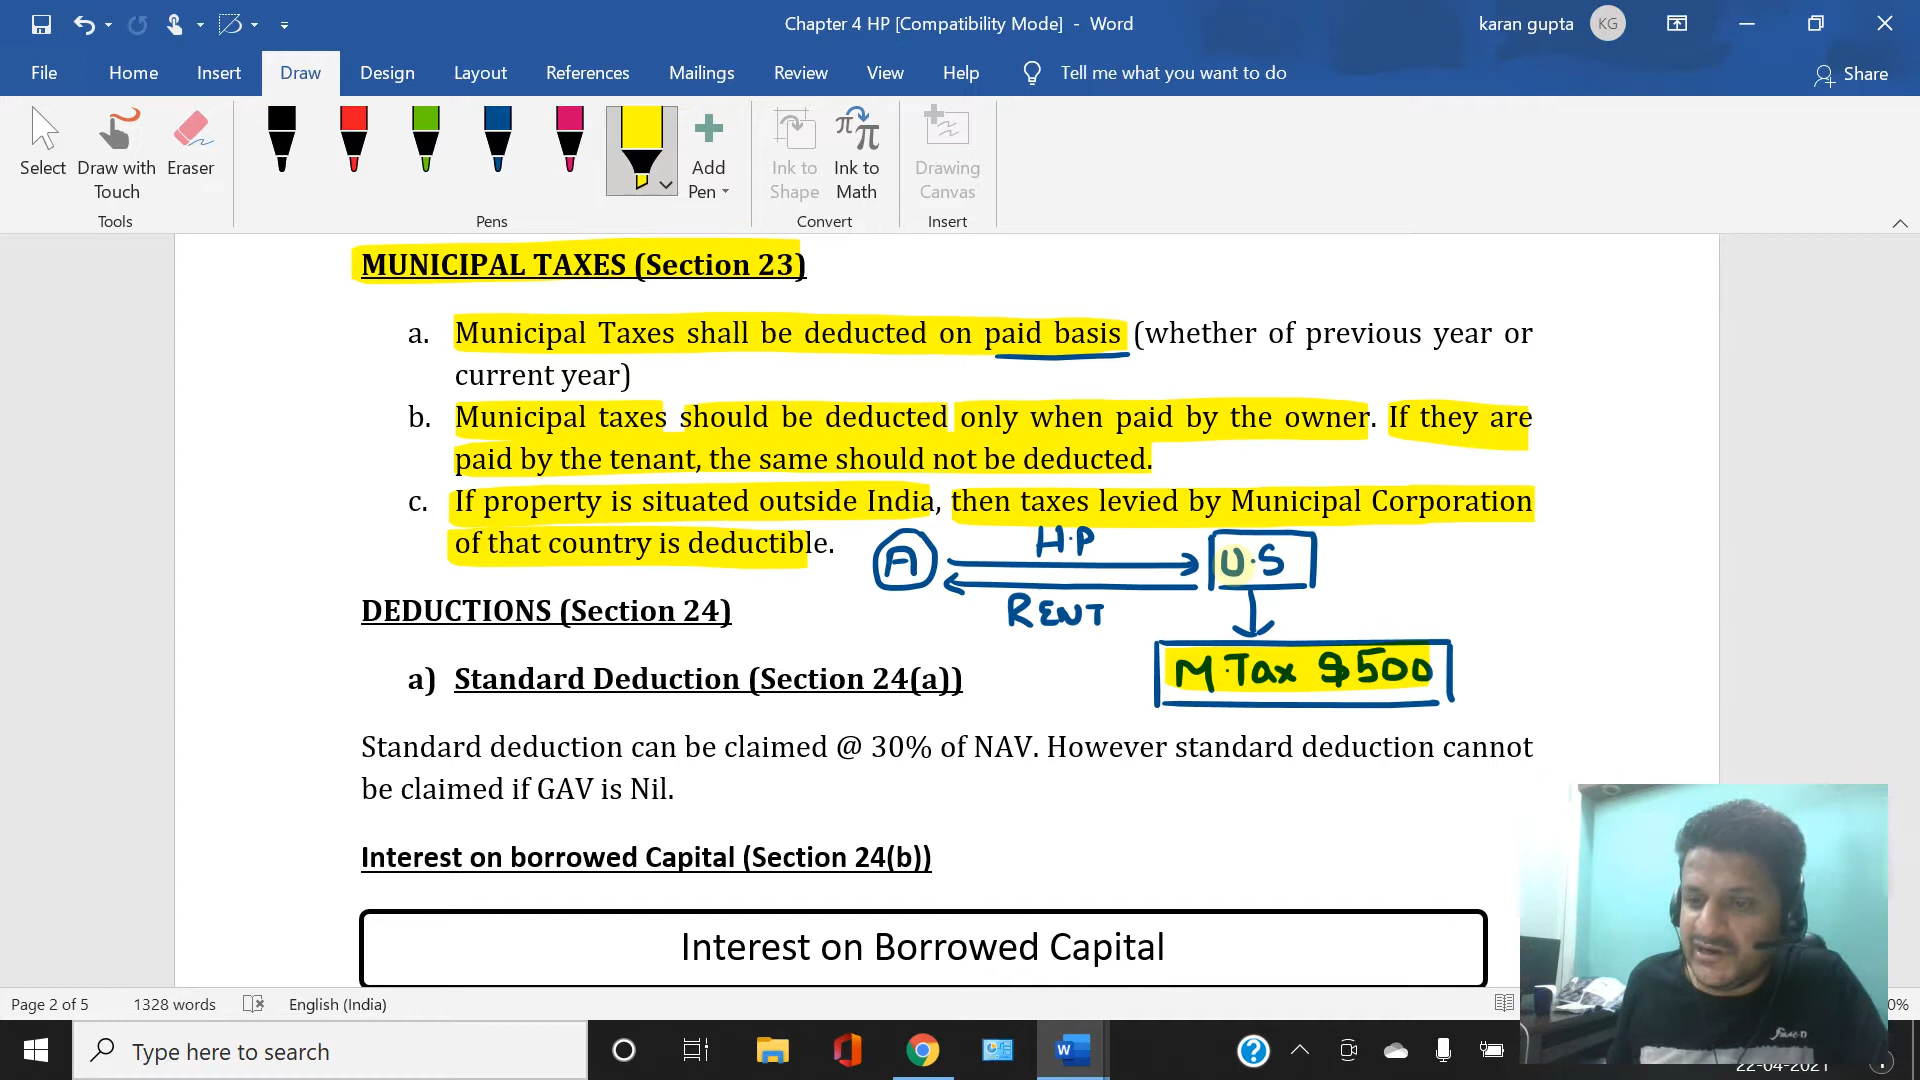 Chapter 4 HP [Compatibility Mode] - Word
karan gupta
KG
File
Home
Insert
Draw
Design
Layout
References
Mailings
Review
View
Help
Tell me what you want to do
Share
Select
Draw with
Touch
Eraser
Add
Pen
Ink to
Shape
Ink to
Math
Drawing
Canvas
Tools
Pens
Convert
Insert
MUNICIPAL TAXES (Section 23)
a. Municipal Taxes shall be deducted on paid basis (whether of previous year or
current year)
b. Municipal taxes should be deducted only when paid by the owner. If they are
paid by the tenant, the same should not be deducted.
c. If property is situated outside India, then taxes levied by Municipal Corporation
of that country is deductible.
A
H.P
U.S
RENT
M.Tax $500
DEDUCTIONS (Section 24)
a) Standard Deduction (Section 24(a))
Standard deduction can be claimed @ 30% of NAV. However standard deduction cannot
be claimed if GAV is Nil.
Interest on borrowed Capital (Section 24(b))
Interest on Borrowed Capital
Page 2 of 5
1328 words
English (India)
0%
Type here to search
22-04-2021